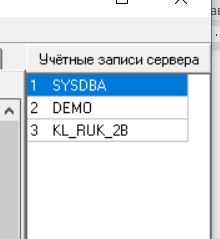 Учётные записи сервера
1 SYSDBA
2 DEMO
3 KL_RUK_2B